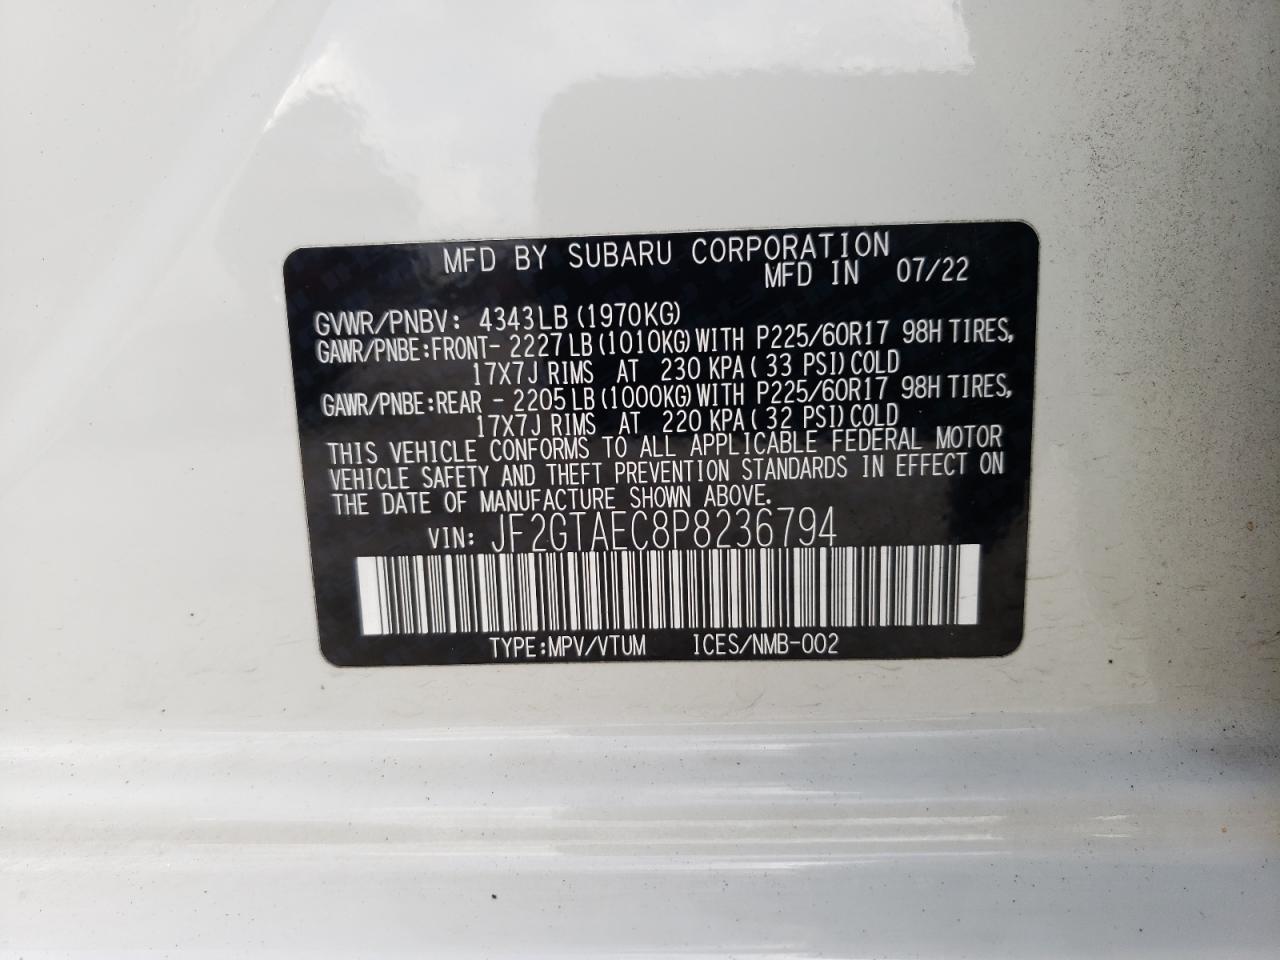 MFD BY SUBARU CORPORATION
MFD IN 07/22
GVWR/PNBV: 4343LB (1970KG)
GAWR/PNBE:FRONT- 2227LB (1010KG) WITH P225/60R17 98H TIRES,
17X7J RIMS AT 230 KPA ( 33 PSI) COLD
GAWR/PNBE:REAR - 2205LB (1000KG) WITH P225/60R17 98H TIRES,
17X7J RIMS AT 220 KPA ( 32 PSI) COLD
THIS VEHICLE CONFORMS TO ALL APPLICABLE FEDERAL MOTOR
VEHICLE SAFETY AND THEFT PREVENTION STANDARDS IN EFFECT ON
THE DATE OF MANUFACTURE SHOWN ABOVE.
VIN: JF2GTAEC8P8236794
TYPE:MPV/VTUM ICES/NMB-002